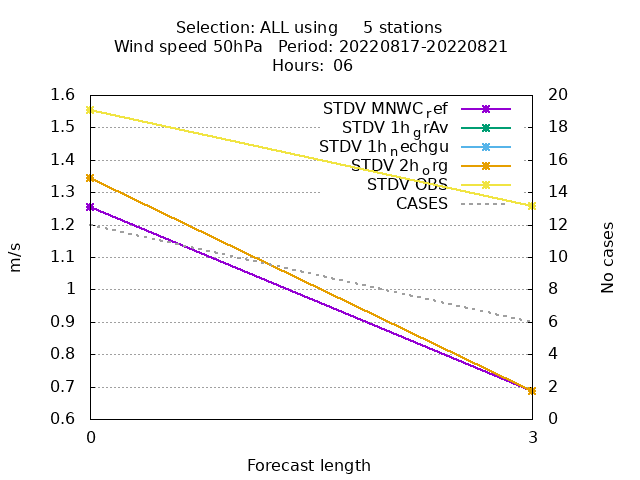 Selection: ALL using     5 stations
Wind speed 50hPa   Period: 20220817-20220821
Hours:  06
1.6
1.5
1.4
1.3
1.2
1.1
1
0.9
0.8
0.7
0.6
m/s
STDV MNWC_ref
STDV 1h_grAv
STDV 1h_nechgu
STDV 2h_org
STDV OBS
CASES
20
18
16
14
12
10
8
6
4
2
0
No cases
0
3
Forecast length